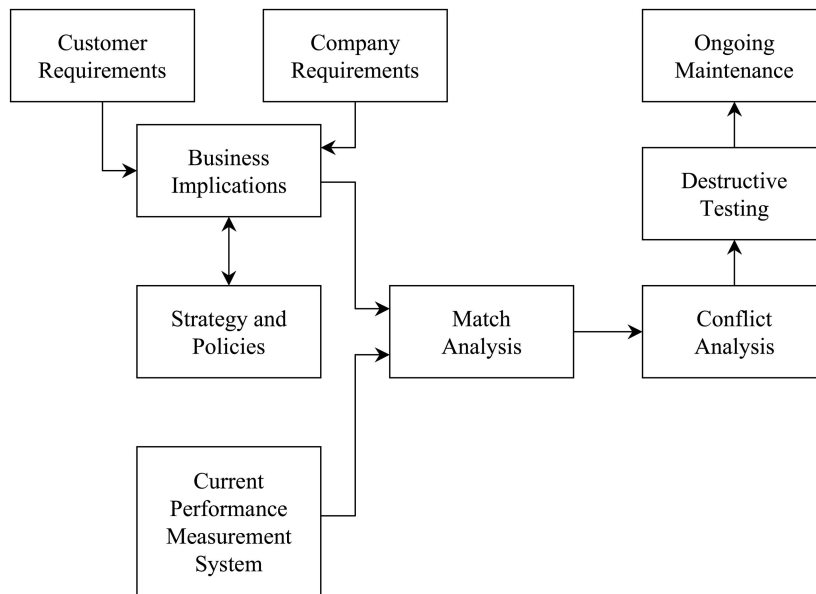 Customer
Requirements
Company
Requirements
Ongoing
Maintenance
Business
Implications
Destructive
Testing
Strategy and
Policies
Match
Analysis
Conflict
Analysis
Current
Performance
Measurement
System